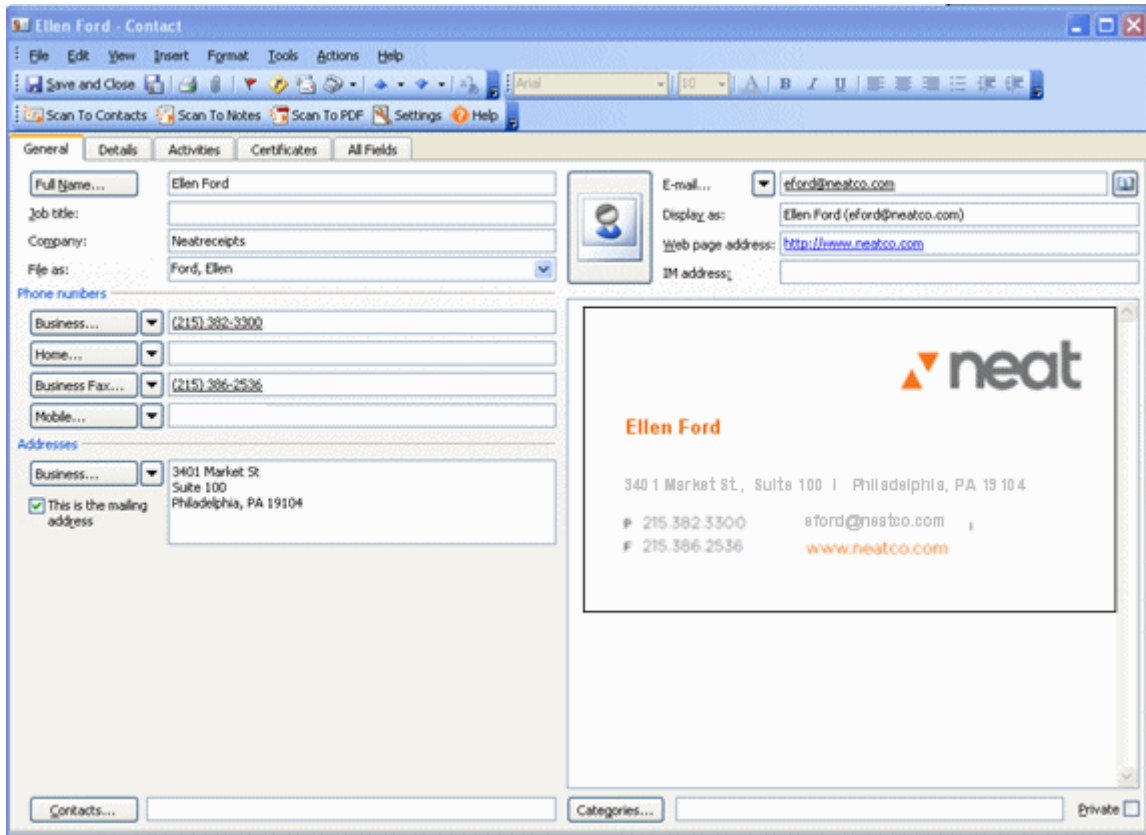 Ellen Ford - Contact
File Edit View Insert Format Tools Actions Help
Save and Close Arial 10 A B I U
Scan To Contacts Scan To Notes Scan To PDF Settings Help
General Details Activities Certificates All Fields
Full Name... Ellen Ford
Job title:
Company: Neatreceipts
File as: Ford, Ellen
E-mail... eford@neatco.com
Display as: Ellen Ford (eford@neatco.com)
Web page address: http://www.neatco.com
IM address:
Phone numbers
Business... (215) 382-3300
Home...
Business Fax... (215) 386-2536
Mobile...
Addresses
Business... 3401 Market St
Suite 100
Philadelphia, PA 19104
This is the mailing
address
neat
Ellen Ford
3401 Market St., Suite 100 | Philadelphia, PA 19104
P 215.382.3300 eford@neatco.com
F 215.386.2536 www.neatco.com
Contacts... Categories... Private